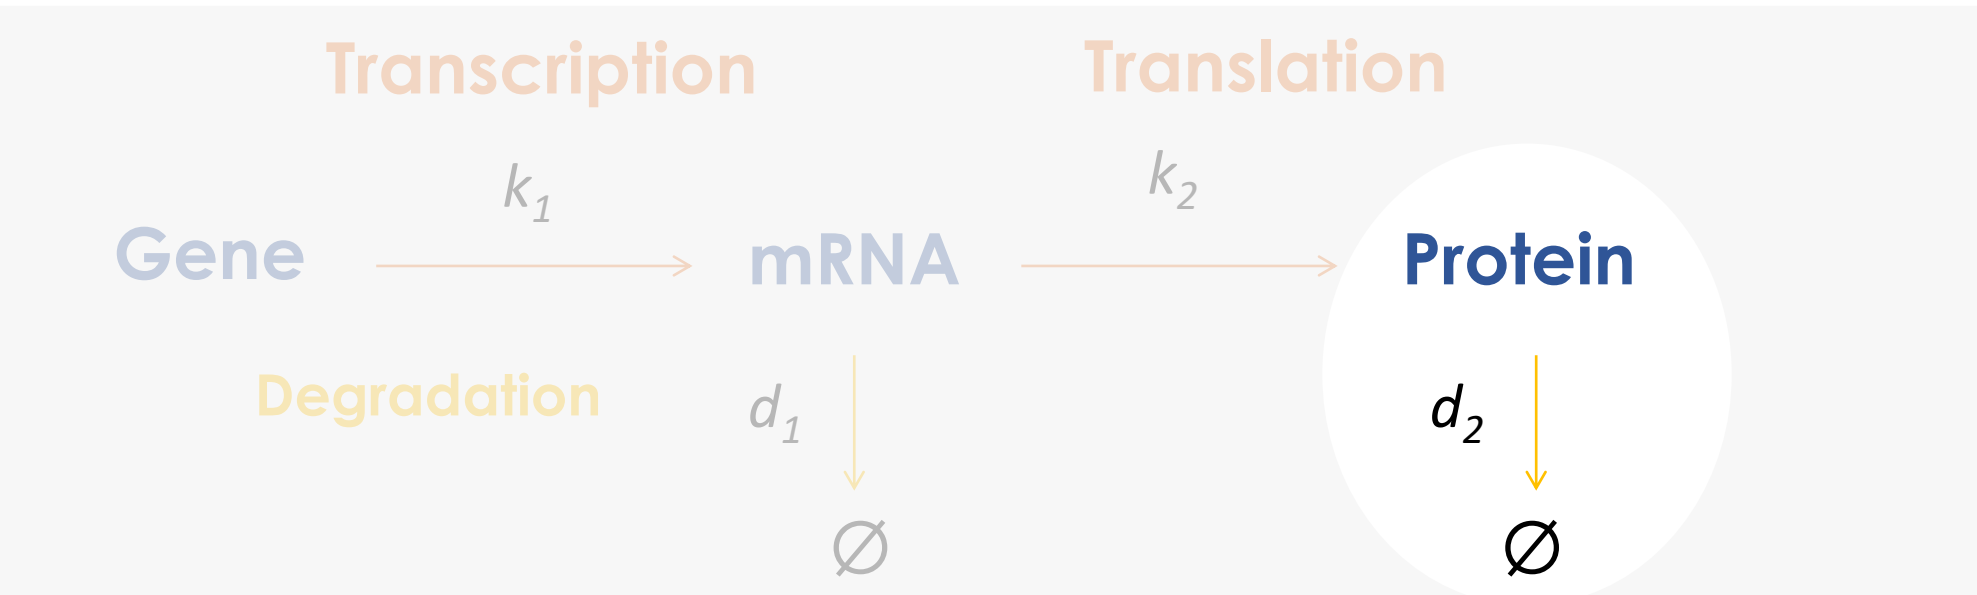 Transcription
Translation
k1
k2
Gene
mRNA
Protein
Degradation
d1
d2
∅
∅